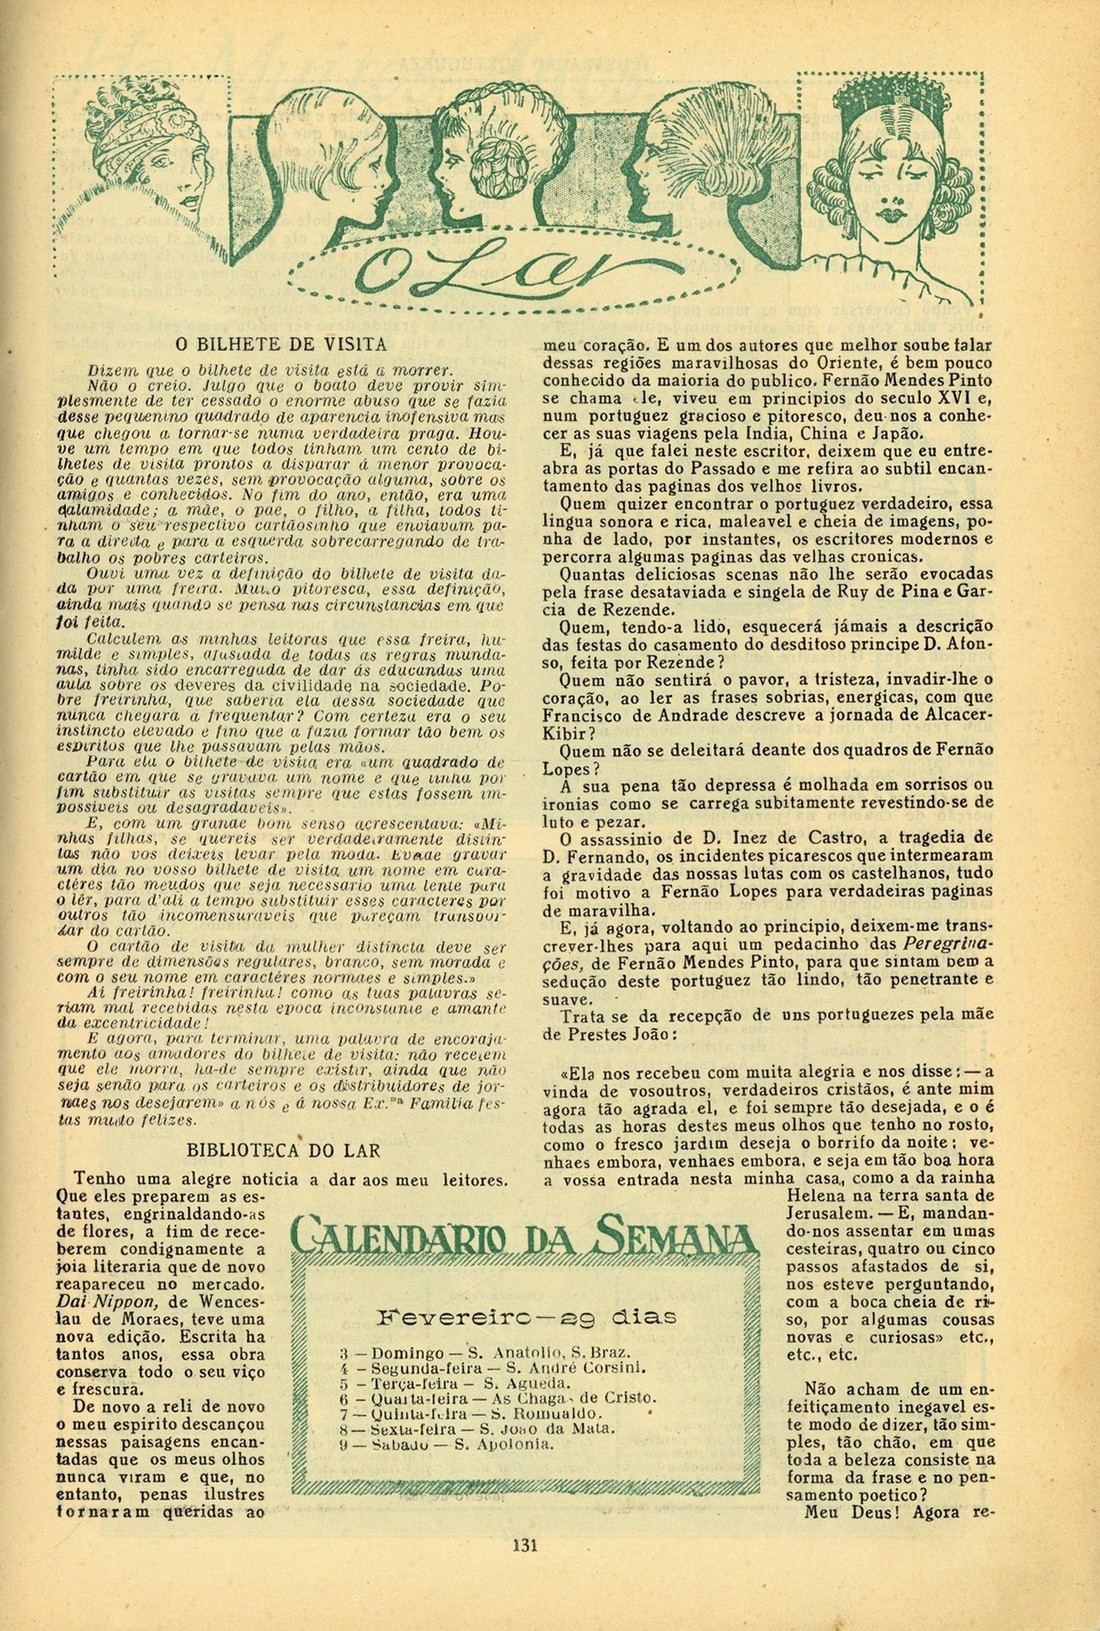 O Lar
O BILHETE DE VISITA
Dizem que o bilhete de visita está a morrer.
Não o creio. Julgo que o boato deve provir sim-
plesmente de ter cessado o enorme abuso que se fazia
desse pequenino quadrado de aparencia inofensiva mas
que chegou a tornar-se numa verdadeira praga. Hou-
ve um tempo em que todos tinham um cento de bi-
lhetes de visita prontos a disparar á menor provoca-
ção e quantas vezes, sem provocação alguma, sobre os
amigos e conhecidos. No fim do ano, então, era uma
calamidade; a mãe, o pae, o filho, a filha, todos ti-
nham o seu respectivo cartãosinho que enviavam pa-
ra a direita e para a esquerda sobrecarregando de tra-
balho os pobres carteiros.
Ouvi uma vez a definição do bilhete de visita da-
da por uma freira. Muito pitoresca, essa definição,
ainda mais quando se pensa nas circunstancias em que
foi feita.
Calculem as minhas leitoras que essa freira, hu-
milde e simples, afastada de todas as regras munda-
nas, tinha sido encarregada de dar ás educandas uma
aula sobre os deveres da civilidade na sociedade. Po-
bre freirinha, que saberia ela dessa sociedade que
nunca chegara a frequentar? Com certeza era o seu
instincto elevado e fino que a fazia formar tão bem os
espiritos que lhe passavam pelas mãos.
Para ela o bilhete de visita era «um quadrado de
cartão em que se gravava um nome e que tinha por
fim substituir as visitas sempre que estas fossem im-
possiveis ou desagradaveis».
E, com um grande bom senso acrescentava: «Mi-
nhas filhas, se quereis ser verdadeiramente distin-
tas não vos deixeis levar pela moda. Evitae gravar
um dia no vosso bilhete de visita um nome em cara-
ctéres tão meudos que seja necessario uma lente para
o lêr, para d'ali a tempo substituir esses caracteres por
outros tão incomensuraveis que pareçam transbor-
dar do cartão.
O cartão de visita da mulher distincta deve ser
sempre de dimensões regulares, branco, sem morada e
com o seu nome em caractéres normaes e simples.»
Ai freirinha! freirinha! como as tuas palavras se-
riam mal recebidas nesta epoca inconstante e amante
da excentricidade!
E agora, para terminar, uma palavra de encoraja-
mento aos amadores do bilhete de visita: não receiem
que ele morra, ha-de sempre existir, ainda que não
seja senão para os carteiros e os distribuidores de jor-
naes nos desejarem» a nós e á nossa Ex.ma Familia fes-
tas muito felizes.
BIBLIOTECA DO LAR
Tenho uma alegre noticia a dar aos meu leitores.
Que eles preparem as es-
tantes, engrinaldando-as
de flores, a fim de rece-
berem condignamente a
joia literaria que de novo
reapareceu no mercado.
Dai-Nippon, de Wences-
lau de Moraes, teve uma
nova edição. Escrita ha
tantos anos, essa obra
conserva todo o seu viço
e frescura.
De novo a reli de novo
o meu espirito descançou
nessas paisagens encan-
tadas que os meus olhos
nunca viram e que, no
entanto, penas ilustres
tornaram queridas ao
meu coração. E um dos autores que melhor soube falar
dessas regiões maravilhosas do Oriente, é bem pouco
conhecido da maioria do publico. Fernão Mendes Pinto
se chama ele, viveu em principios do seculo XVI e,
num portuguez gracioso e pitoresco, deu-nos a conhe-
cer as suas viagens pela India, China e Japão.
E, já que falei neste escritor, deixem que eu entre-
abra as portas do Passado e me refira ao subtil encan-
tamento das paginas dos velhos livros.
Quem quizer encontrar o portuguez verdadeiro, essa
lingua sonora e rica, maleavel e cheia de imagens, po-
nha de lado, por instantes, os escritores modernos e
percorra algumas paginas das velhas cronicas.
Quantas deliciosas scenas não lhe serão evocadas
pela frase desataviada e singela de Ruy de Pina e Gar-
cia de Rezende.
Quem, tendo-a lido, esquecerá jámais a descrição
das festas do casamento do desditoso principe D. Afon-
so, feita por Rezende?
Quem não sentirá o pavor, a tristeza, invadir-lhe o
coração, ao ler as frases sobrias, energicas, com que
Francisco de Andrade descreve a jornada de Alcacer-
Kibir?
Quem não se deleitará deante dos quadros de Fernão
Lopes?
A sua pena tão depressa é molhada em sorrisos ou
ironias como se carrega subitamente revestindo-se de
luto e pezar.
O assassinio de D. Inez de Castro, a tragedia de
D. Fernando, os incidentes picarescos que intermearam
a gravidade das nossas lutas com os castelhanos, tudo
foi motivo a Fernão Lopes para verdadeiras paginas
de maravilha.
E, já agora, voltando ao principio, deixem-me trans-
crever-lhes para aqui um pedacinho das Peregrina-
ções, de Fernão Mendes Pinto, para que sintam bem a
sedução deste portuguez tão lindo, tão penetrante e
suave.
Trata se da recepção de uns portuguezes pela mãe
de Prestes João:
«Ela nos recebeu com muita alegria e nos disse: — a
vinda de vosoutros, verdadeiros cristãos, é ante mim
agora tão agrada el, e foi sempre tão desejada, e o é
todas as horas destes meus olhos que tenho no rosto,
como o fresco jardim deseja o borrifo da noite; ve-
nhaes embora, venhaes embora, e seja em tão boa hora
a vossa entrada nesta minha casa, como a da rainha
Helena na terra santa de
Jerusalem. — E, mandan-
do-nos assentar em umas
cesteiras, quatro ou cinco
passos afastados de si,
nos esteve perguntando,
com a boca cheia de ri-
so, por algumas cousas
novas e curiosas» etc.,
etc., etc.
Não acham de um en-
feitiçamento inegavel es-
te modo de dizer, tão sim-
ples, tão chão, em que
toda a beleza consiste na
forma da frase e no pen-
samento poetico?
Meu Deus! Agora re-
CALENDARIO DA SEMANA
Fevereiro — 29 dias
3 — Domingo — S. Anatolio, S. Braz.
4 — Segunda-feira — S. André Corsini.
5 — Terça-feira — S. Agueda.
6 — Quarta-feira — As Chagas de Cristo.
7 — Quinta-feira — S. Romualdo.
8 — Sexta-feira — S. João da Mata.
9 — Sabado — S. Apolonia.
131